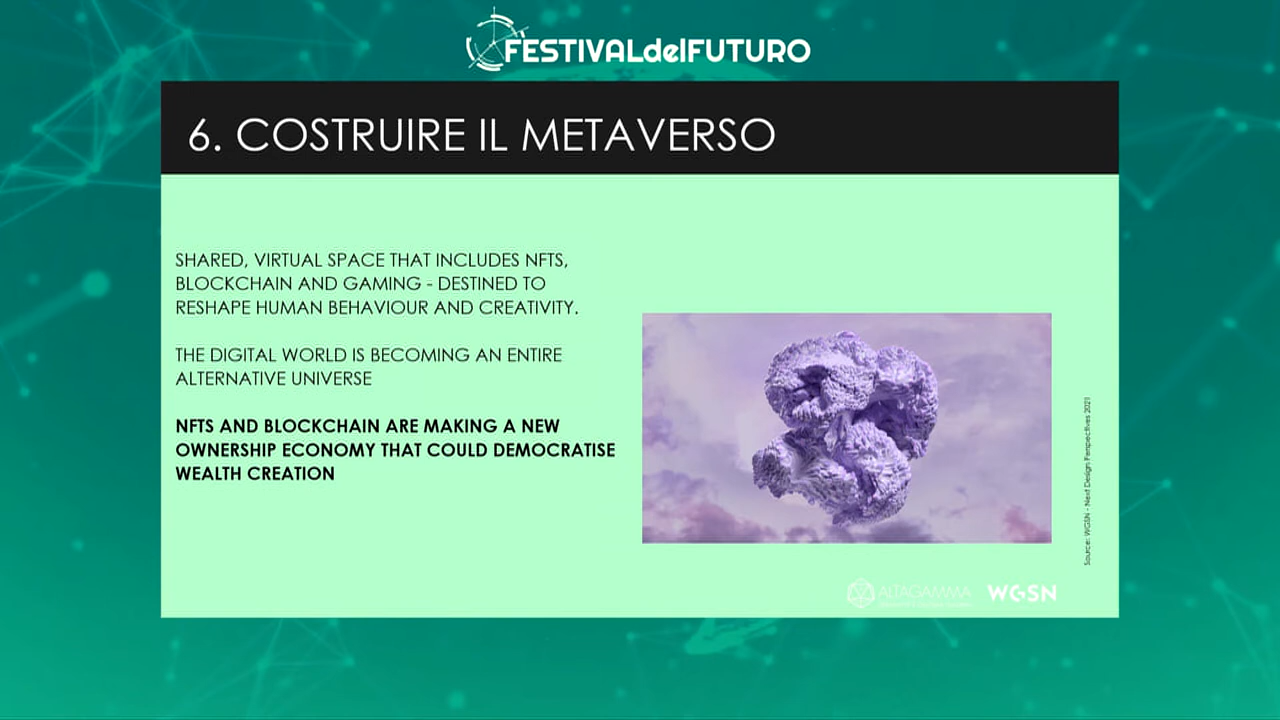 FESTIVALdelFUTURO
6. COSTRUIRE IL METAVERSO
SHARED, VIRTUAL SPACE THAT INCLUDES NFTS,
BLOCKCHAIN AND GAMING - DESTINED TO
RESHAPE HUMAN BEHAVIOUR AND CREATIVITY.
THE DIGITAL WORLD IS BECOMING AN ENTIRE
ALTERNATIVE UNIVERSE
NFTS AND BLOCKCHAIN ARE MAKING A NEW
OWNERSHIP ECONOMY THAT COULD DEMOCRATISE
WEALTH CREATION
Source: WGSN - Next Design Perspectives 2021
ALTAGAMMA
WGSN